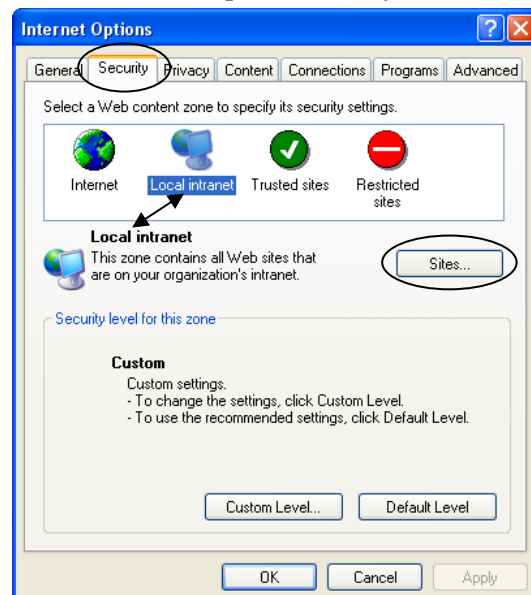 Internet Options
General Security Privacy Content Connections Programs Advanced
Select a Web content zone to specify its security settings.
Internet Local intranet Trusted sites Restricted
sites
Local intranet
This zone contains all Web sites that
are on your organization's intranet.
Sites...
Security level for this zone
Custom
Custom settings.
- To change the settings, click Custom Level.
- To use the recommended settings, click Default Level.
Custom Level... Default Level
OK Cancel Apply